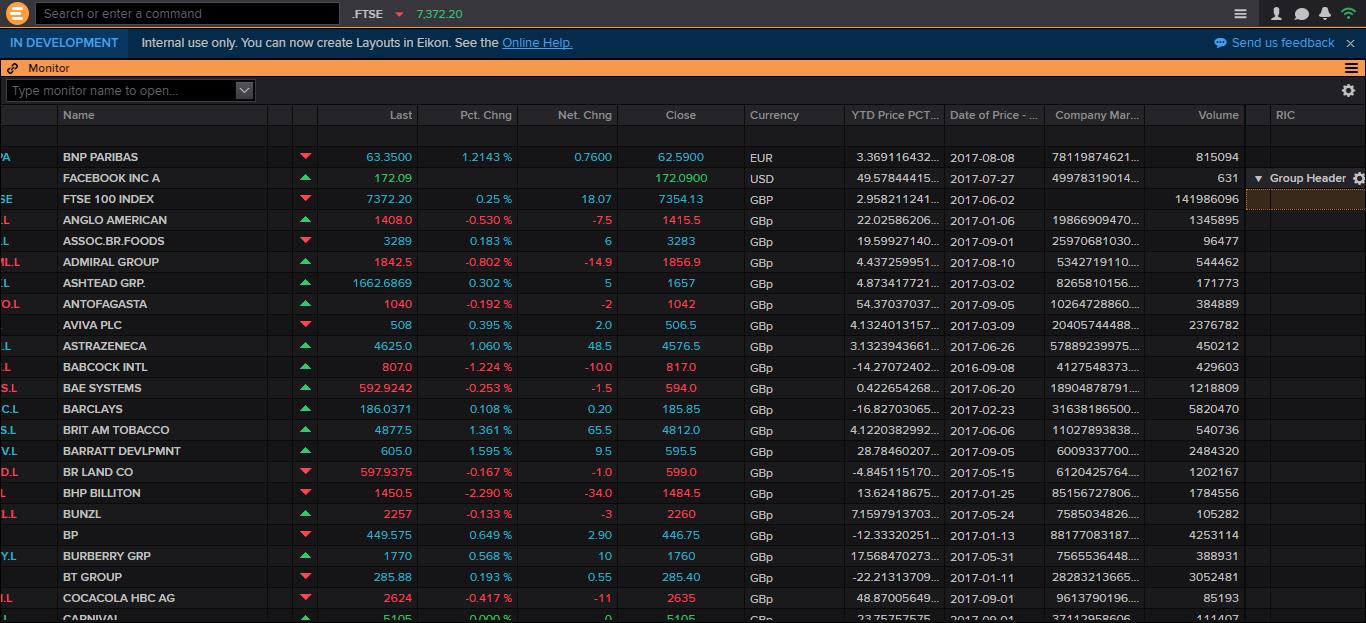 Search or enter a command .FTSE 7,372.20
IN DEVELOPMENT Internal use only. You can now create Layouts in Eikon. See the Online Help. Send us feedback
Monitor
Type monitor name to open...
Name Last Pct. Chng Net. Chng Close Currency YTD Price PCT... Date of Price - ... Company Mar... Volume RIC
PA BNP PARIBAS 63.3500 1.2143 % 0.7600 62.5900 EUR 3.369116432... 2017-08-08 78119874621... 815094
FACEBOOK INC A 172.09 172.0900 USD 49.57844415... 2017-07-27 49978319014... 631 Group Header
SE FTSE 100 INDEX 7372.20 0.25 % 18.07 7354.13 GBP 2.958211241... 2017-06-02 141986096
.L ANGLO AMERICAN 1408.0 -0.530 % -7.5 1415.5 GBp 22.02586206... 2017-01-06 19866909470... 1345895
.L ASSOC.BR.FOODS 3289 0.183 % 6 3283 GBp 19.59927140... 2017-09-01 25970681030... 96477
ML.L ADMIRAL GROUP 1842.5 -0.802 % -14.9 1856.9 GBp 4.437259951... 2017-08-10 5342719110... 544462
.L ASHTEAD GRP. 1662.6869 0.302 % 5 1657 GBp 4.873417721... 2017-03-02 8265810156... 171773
O.L ANTOFAGASTA 1040 -0.192 % -2 1042 GBp 54.37037037... 2017-09-05 10264728860... 384889
AVIVA PLC 508 0.395 % 2.0 506.5 GBp 4.1324013157... 2017-03-09 20405744488... 2376782
.L ASTRAZENECA 4625.0 1.060 % 48.5 4576.5 GBp 3.1323943661... 2017-06-26 57889239975... 450212
.L BABCOCK INTL 807.0 -1.224 % -10.0 817.0 GBp -14.27072402... 2016-09-08 4127548373... 429603
S.L BAE SYSTEMS 592.9242 -0.253 % -1.5 594.0 GBp 0.422654268... 2017-06-20 18904878791... 1218809
C.L BARCLAYS 186.0371 0.108 % 0.20 185.85 GBp -16.82703065... 2017-02-23 31638186500... 5820470
S.L BRIT AM TOBACCO 4877.5 1.361 % 65.5 4812.0 GBp 4.1220382992... 2017-06-06 11027893838... 540736
V.L BARRATT DEVLPMNT 605.0 1.595 % 9.5 595.5 GBp 28.78460207... 2017-09-05 6009337700... 2484320
D.L BR LAND CO 597.9375 -0.167 % -1.0 599.0 GBp -4.845115170... 2017-05-15 6120425764... 1202167
L BHP BILLITON 1450.5 -2.290 % -34.0 1484.5 GBp 13.62418675... 2017-01-25 85156727806... 1784556
L.L BUNZL 2257 -0.133 % -3 2260 GBp 7.1597913703... 2017-05-24 7585034826... 105282
BP 449.575 0.649 % 2.90 446.75 GBp -12.33320251... 2017-01-13 88177083187... 4253114
Y.L BURBERRY GRP 1770 0.568 % 10 1760 GBp 17.568470273... 2017-05-31 7565536448... 388931
BT GROUP 285.88 0.193 % 0.55 285.40 GBp -22.21313709... 2017-01-11 28283213665... 3052481
.L COCACOLA HBC AG 2624 -0.417 % -11 2635 GBp 48.87005649... 2017-09-01 9613790196... 85193
CARNIVAL 5105 0.000 % 0 5105 GBp 23.75757575... 2017-09-01 37112958606... 111407